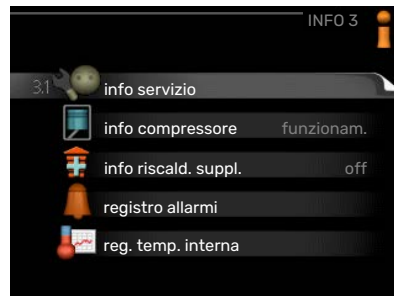 INFO 3
3.1 info servizio
info compressore funzionam.
info riscald. suppl. off
registro allarmi
reg. temp. interna